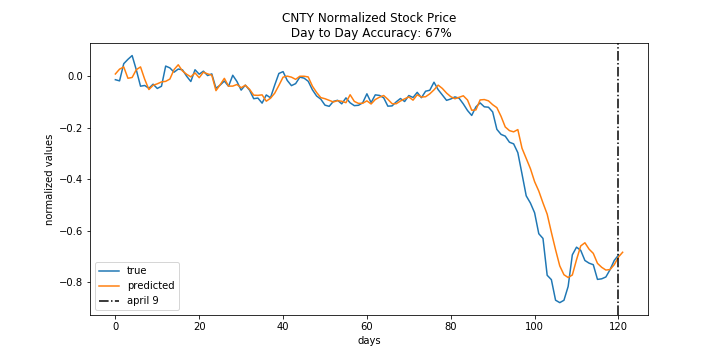 CNTY Normalized Stock Price
Day to Day Accuracy: 67%
normalized values
0.0
−0.2
−0.4
−0.6
−0.8
true
predicted
april 9
0
20
40
60
80
100
120
days